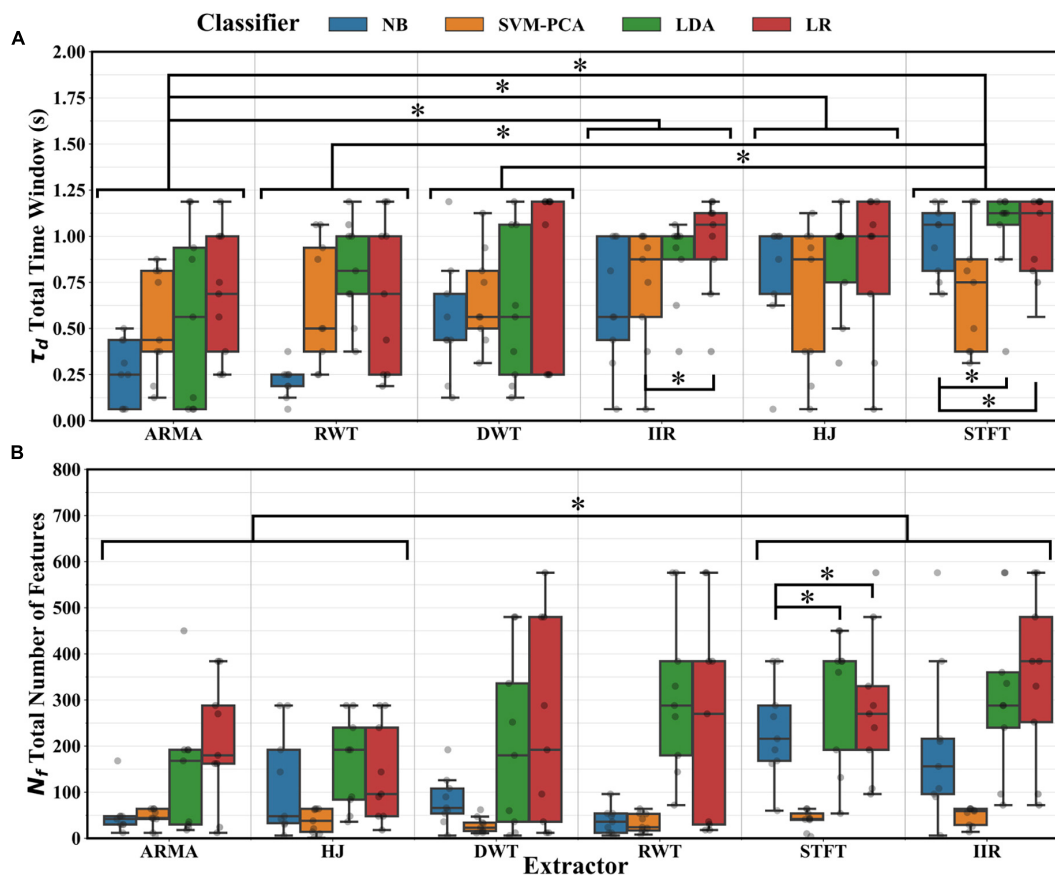 Classifier NB SVM-PCA LDA LR
A
τd Total Time Window (s)
2.00
1.75
1.50
1.25
1.00
0.75
0.50
0.25
0.00
* * * * *
* * *
ARMA RWT DWT IIR HJ STFT
B
Nf Total Number of Features
800
700
600
500
400
300
200
100
0
*
* *
ARMA HJ DWT RWT STFT IIR
Extractor